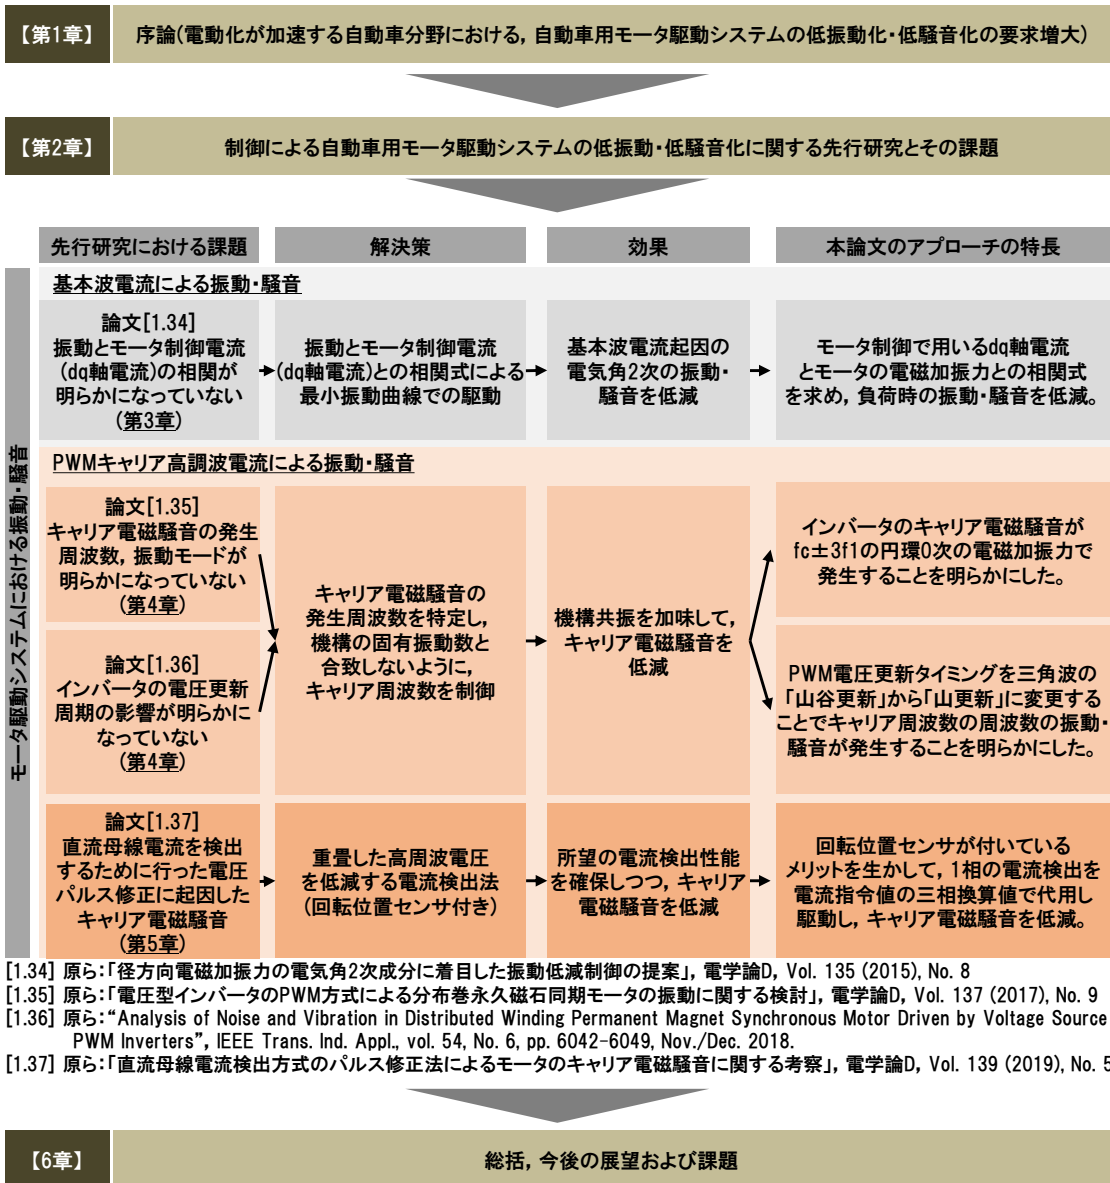 【第1章】
序論(電動化が加速する自動車分野における, 自動車用モータ駆動システムの低振動化・低騒音化の要求増大)
【第2章】
制御による自動車用モータ駆動システムの低振動・低騒音化に関する先行研究とその課題
先行研究における課題
解決策
効果
本論文のアプローチの特長
モータ駆動システムにおける振動・騒音
基本波電流による振動・騒音
論文[1.34]
振動とモータ制御電流
(dq軸電流)の相関が
明らかになっていない
(第3章)
振動とモータ制御電流
(dq軸電流)との相関式による
最小振動曲線での駆動
基本波電流起因の
電気角2次の振動・
騒音を低減
モータ制御で用いるdq軸電流
とモータの電磁加振力との相関式
を求め, 負荷時の振動・騒音を低減。
PWMキャリア高調波電流による振動・騒音
論文[1.35]
キャリア電磁騒音の発生
周波数, 振動モードが
明らかになっていない
(第4章)
論文[1.36]
インバータの電圧更新
周期の影響が明らかに
なっていない
(第4章)
キャリア電磁騒音の
発生周波数を特定し,
機構の固有振動数と
合致しないように,
キャリア周波数を制御
機構共振を加味して,
キャリア電磁騒音を
低減
インバータのキャリア電磁騒音が
fc±3f1の円環0次の電磁加振力で
発生することを明らかにした。
PWM電圧更新タイミングを三角波の
「山谷更新」から「山更新」に変更する
ことでキャリア周波数の周波数の振動・
騒音が発生することを明らかにした。
論文[1.37]
直流母線電流を検出
するために行った電圧
パルス修正に起因した
キャリア電磁騒音
(第5章)
重畳した高周波電圧
を低減する電流検出法
(回転位置センサ付き)
所望の電流検出性能
を確保しつつ, キャリア
電磁騒音を低減
回転位置センサが付いている
メリットを生かして, 1相の電流検出を
電流指令値の三相換算値で代用し
駆動し, キャリア電磁騒音を低減。
[1.34] 原ら:「径方向電磁加振力の電気角2次成分に着目した振動低減制御の提案」, 電学論D, Vol. 135 (2015), No. 8
[1.35] 原ら:「電圧型インバータのPWM方式による分布巻永久磁石同期モータの振動に関する検討」, 電学論D, Vol. 137 (2017), No. 9
[1.36] 原ら:“Analysis of Noise and Vibration in Distributed Winding Permanent Magnet Synchronous Motor Driven by Voltage Source
PWM Inverters”, IEEE Trans. Ind. Appl., vol. 54, No. 6, pp. 6042-6049, Nov./Dec. 2018.
[1.37] 原ら:「直流母線電流検出方式のパルス修正法によるモータのキャリア電磁騒音に関する考察」, 電学論D, Vol. 139 (2019), No. 5
【6章】
総括, 今後の展望および課題